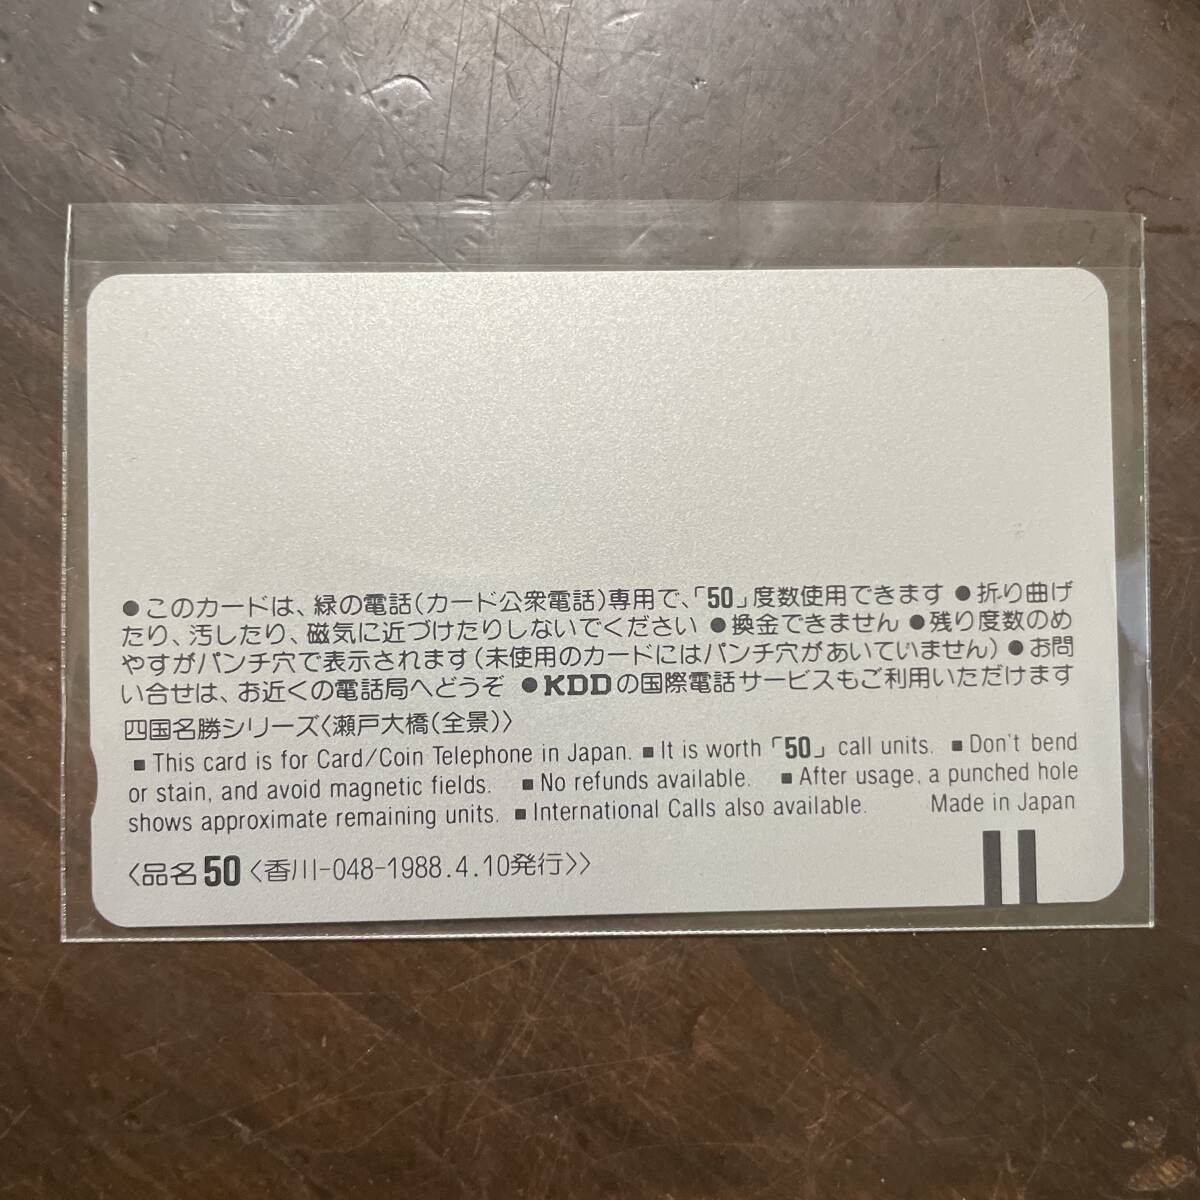 ●このカードは、緑の電話(カード公衆電話)専用で、「50」度数使用できます ●折り曲げ
たり、汚したり、磁気に近づけたりしないでください ●換金できません ●残り度数のめ
やすがパンチ穴で表示されます(未使用のカードにはパンチ穴があいていません) ●お問
い合せは、お近くの電話局へどうぞ ●KDDの国際電話サービスもご利用いただけます
四国名勝シリーズ〈瀬戸大橋(全景)〉
■ This card is for Card/Coin Telephone in Japan. ■ It is worth「50」call units. ■ Don't bend
or stain, and avoid magnetic fields. ■ No refunds available. ■ After usage, a punched hole
shows approximate remaining units. ■ International Calls also available. Made in Japan
〈品名50〈香川-048-1988.4.10発行〉〉